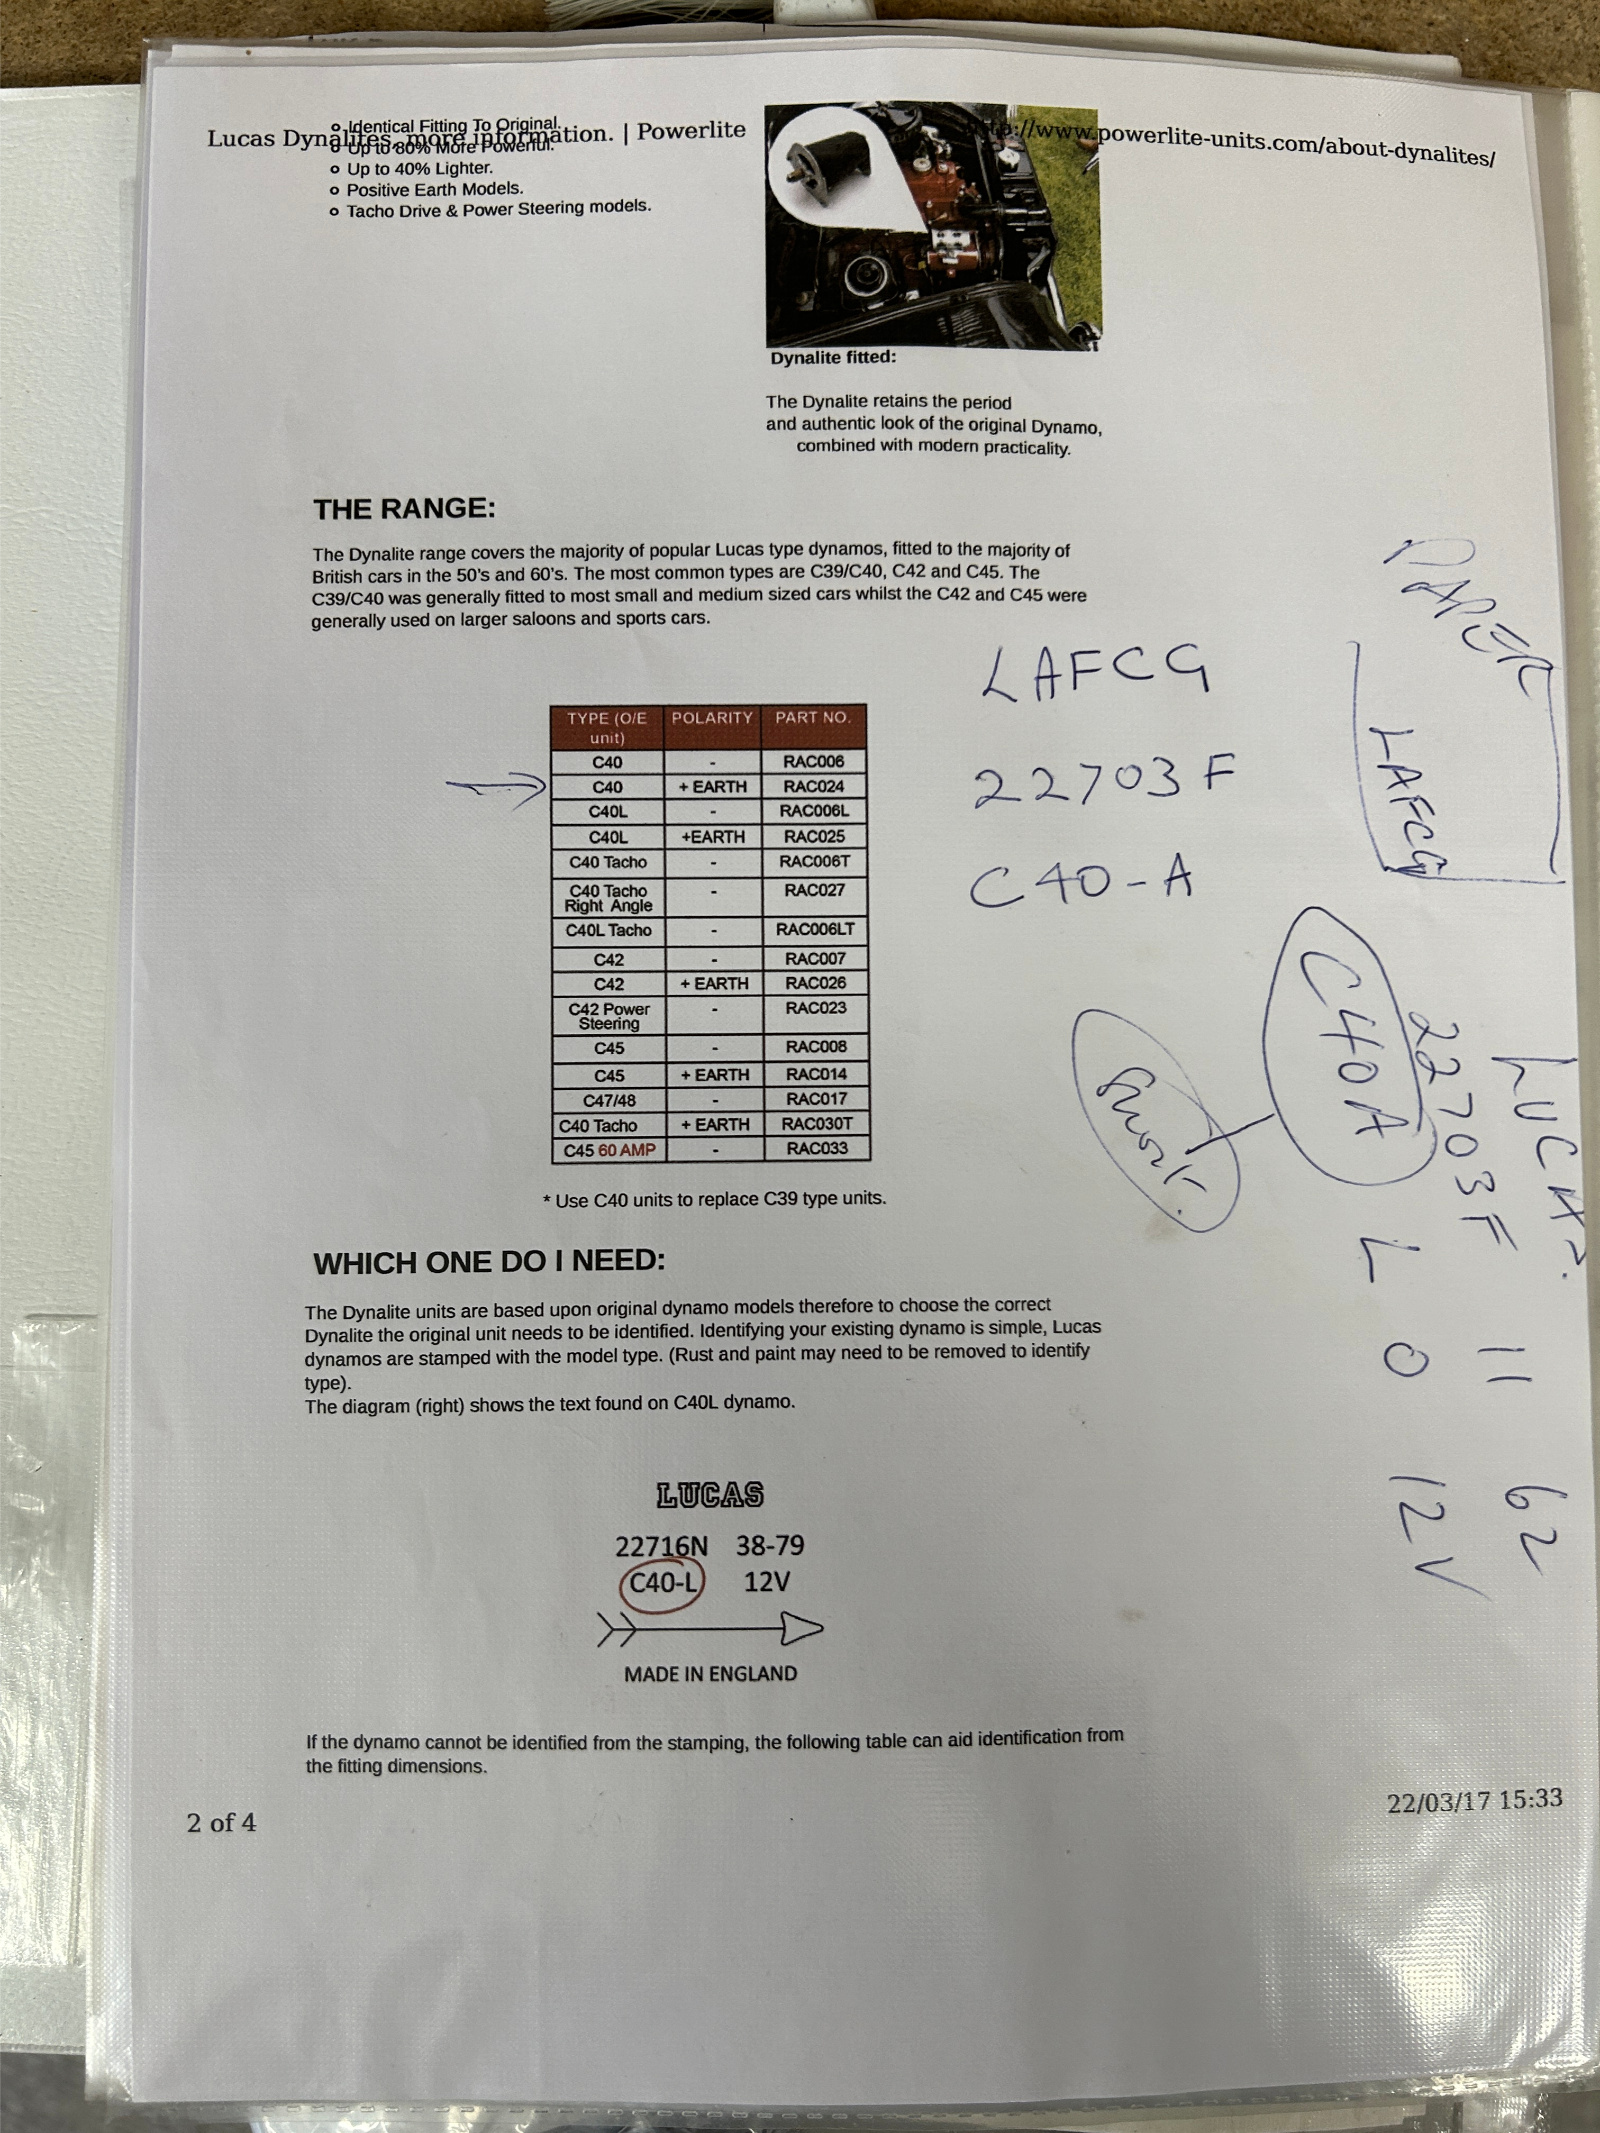 Lucas Dynalites, more information. | Powerlite
://www.powerlite-units.com/about-dynalites/
Identical Fitting To Original.
Up to 80% More Powerful.
Up to 40% Lighter.
Positive Earth Models.
Tacho Drive & Power Steering models.
Dynalite fitted:
The Dynalite retains the period
and authentic look of the original Dynamo,
combined with modern practicality.
THE RANGE:
The Dynalite range covers the majority of popular Lucas type dynamos, fitted to the majority of
British cars in the 50's and 60's. The most common types are C39/C40, C42 and C45. The
C39/C40 was generally fitted to most small and medium sized cars whilst the C42 and C45 were
generally used on larger saloons and sports cars.
TYPE (O/E unit) POLARITY PART NO.
C40 - RAC006
C40 + EARTH RAC024
C40L - RAC006L
C40L +EARTH RAC025
C40 Tacho - RAC006T
C40 Tacho Right Angle - RAC027
C40L Tacho - RAC006LT
C42 - RAC007
C42 + EARTH RAC026
C42 Power Steering - RAC023
C45 - RAC008
C45 + EARTH RAC014
C47/48 - RAC017
C40 Tacho + EARTH RAC030T
C45 60 AMP - RAC033
* Use C40 units to replace C39 type units.
LAFCG
22703F
C40-A
PAPER
LAFCG
LUCAS.
22703F 11 62
C40A L 0 12V
Short.
WHICH ONE DO I NEED:
The Dynalite units are based upon original dynamo models therefore to choose the correct
Dynalite the original unit needs to be identified. Identifying your existing dynamo is simple, Lucas
dynamos are stamped with the model type. (Rust and paint may need to be removed to identify
type).
The diagram (right) shows the text found on C40L dynamo.
LUCAS
22716N 38-79
C40-L 12V
MADE IN ENGLAND
If the dynamo cannot be identified from the stamping, the following table can aid identification from
the fitting dimensions.
2 of 4
22/03/17 15:33